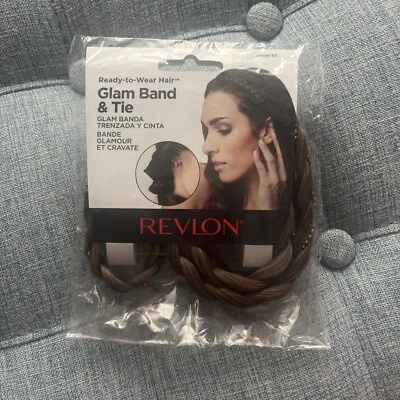 Ready-to-Wear Hair™
Glam Band
& Tie
GLAM BANDA
TRENZADA Y CINTA
BANDE
GLAMOUR
ET CRAVATE
REVLON®